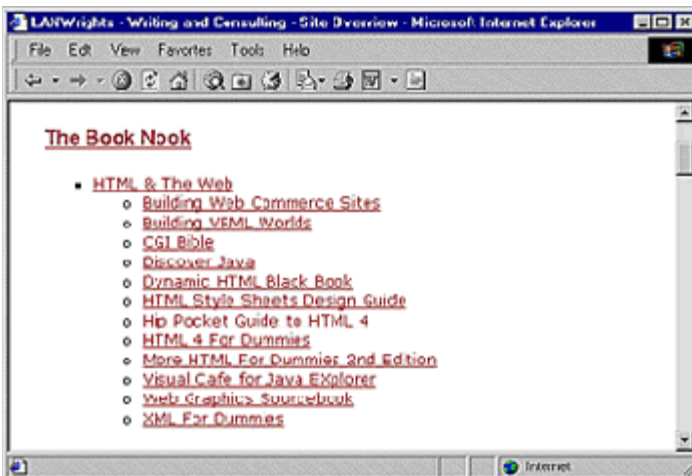 LANWrights - Writing and Consulting - Site Overview - Microsoft Internet Explorer
File Edit View Favorites Tools Help
The Book Nook
HTML & The Web
Building Web Commerce Sites
Building VRML Worlds
CGI Bible
Discover Java
Dynamic HTML Black Book
HTML Style Sheets Design Guide
Hip Pocket Guide to HTML 4
HTML 4 For Dummies
More HTML For Dummies 2nd Edition
Visual Cafe for Java EXplorer
Web Graphics Sourcebook
XML For Dummies
Internet